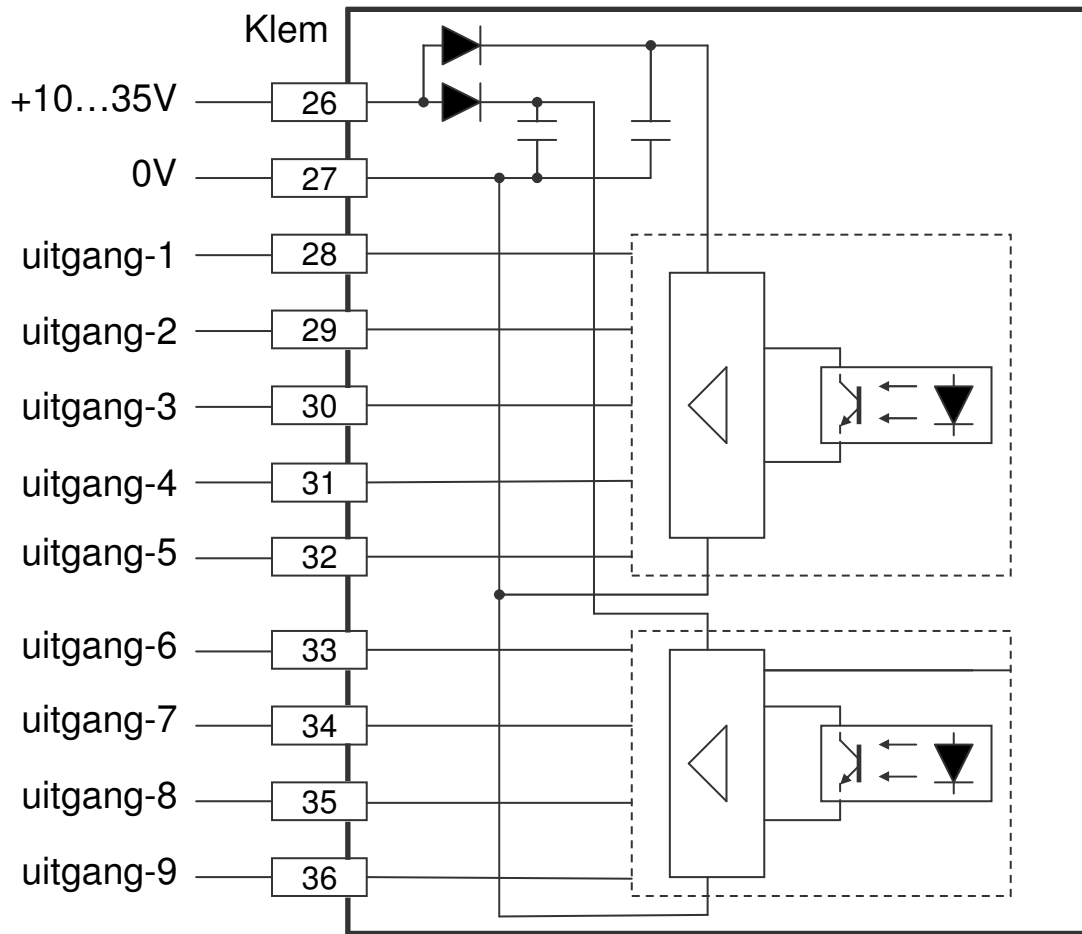 Klem
+10...35V 26
0V 27
uitgang-1 28
uitgang-2 29
uitgang-3 30
uitgang-4 31
uitgang-5 32
uitgang-6 33
uitgang-7 34
uitgang-8 35
uitgang-9 36